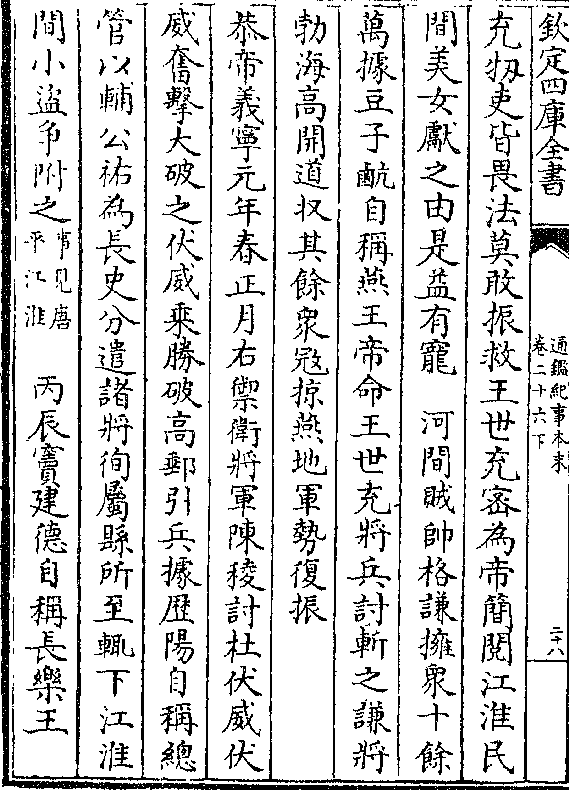 欽定四庫全書
通鑑紀事本末
卷二十六下
二十八
充牣吏皆畏法莫敢振救王世充密為帝簡閱江淮民
間美女獻之由是益有寵　河間賊帥格謙擁衆十餘
萬據豆子䴚自稱燕王帝命王世充將兵討斬之謙將
勃海高開道收其餘衆冦掠燕地軍勢復振
恭帝義寧元年春正月右禦衛將軍陳稜討杜伏威伏
威奮擊大破之伏威乗勝破高郵引兵據歷陽自稱總
管以輔公祏為長史分遣諸將徇屬縣所至輒下江淮
間小盜争附之事見唐平江淮　丙辰竇建德自稱長樂王